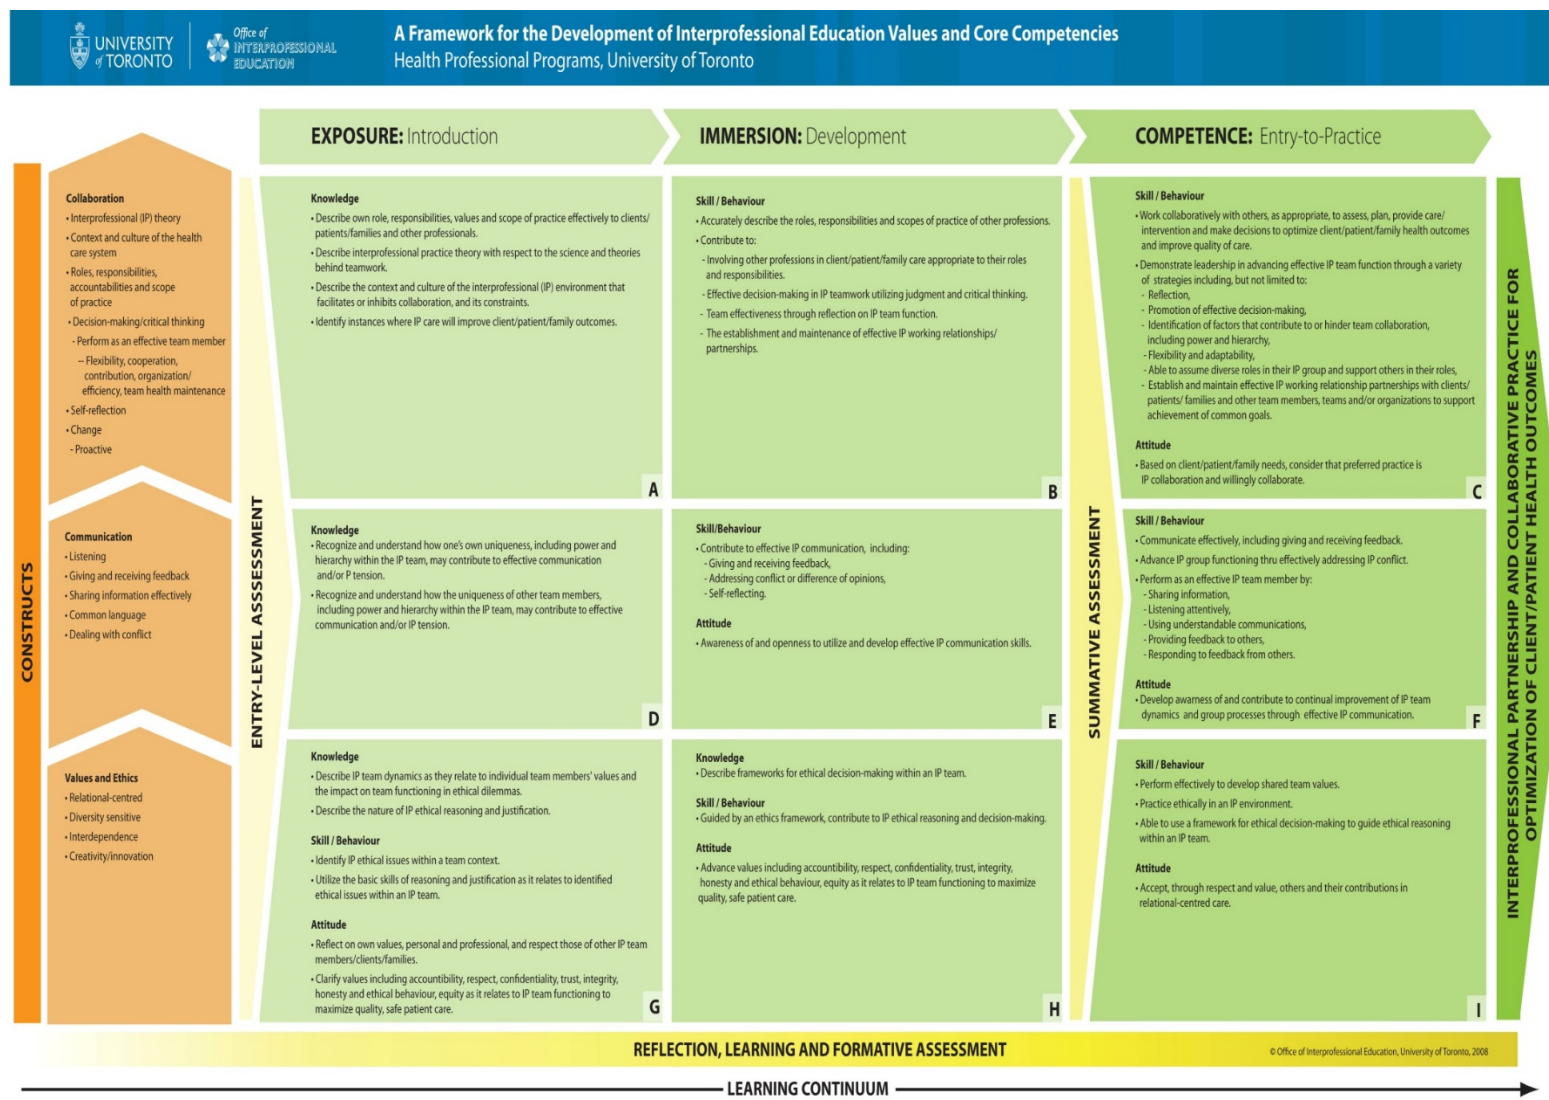 UNIVERSITY
of TORONTO
Office of
INTERPROFESSIONAL
EDUCATION
A Framework for the Development of Interprofessional Education Values and Core Competencies
Health Professional Programs, University of Toronto
EXPOSURE: Introduction
IMMERSION: Development
COMPETENCE: Entry-to-Practice
CONSTRUCTS
Collaboration
• Interprofessional (IP) theory
• Context and culture of the health
care system
• Roles, responsibilities,
accountabilities and scope
of practice
• Decision-making/critical thinking
- Perform as an effective team member
-- Flexibility, cooperation,
contribution, organization/
efficiency, team health maintenance
• Self-reflection
• Change
- Proactive
Communication
• Listening
• Giving and receiving feedback
• Sharing information effectively
• Common language
• Dealing with conflict
Values and Ethics
• Relational-centred
• Diversity sensitive
• Interdependence
• Creativity/innovation
ENTRY-LEVEL ASSSESSMENT
Knowledge
• Describe own role, responsibilities, values and scope of practice effectively to clients/
patients/families and other professionals.
• Describe interprofessional practice theory with respect to the science and theories
behind teamwork.
• Describe the context and culture of the interprofessional (IP) environment that
facilitates or inhibits collaboration, and its constraints.
• Identify instances where IP care will improve client/patient/family outcomes.
A
Skill / Behaviour
• Accurately describe the roles, responsibilities and scopes of practice of other professions.
• Contribute to:
- Involving other professions in client/patient/family care appropriate to their roles
and responsibilities.
- Effective decision-making in IP teamwork utilizing judgment and critical thinking.
- Team effectiveness through reflection on IP team function.
- The establishment and maintenance of effective IP working relationships/
partnerships.
B
Skill / Behaviour
• Work collaboratively with others, as appropriate, to assess, plan, provide care/
intervention and make decisions to optimize client/patient/family health outcomes
and improve quality of care.
• Demonstrate leadership in advancing effective IP team function through a variety
of strategies including, but not limited to:
- Reflection,
- Promotion of effective decision-making,
- Identification of factors that contribute to or hinder team collaboration,
including power and hierarchy,
- Flexibility and adaptability,
- Able to assume diverse roles in their IP group and support others in their roles,
- Establish and maintain effective IP working relationship partnerships with clients/
patients/ families and other team members, teams and/or organizations to support
achievement of common goals.
Attitude
• Based on client/patient/family needs, consider that preferred practice is
IP collaboration and willingly collaborate.
C
Knowledge
• Recognize and understand how one's own uniqueness, including power and
hierarchy within the IP team, may contribute to effective communication
and/or P tension.
• Recognize and understand how the uniqueness of other team members,
including power and hierarchy within the IP team, may contribute to effective
communication and/or IP tension.
D
Skill/Behaviour
• Contribute to effective IP communication, including:
- Giving and receiving feedback,
- Addressing conflict or difference of opinions,
- Self-reflecting.
Attitude
• Awareness of and openness to utilize and develop effective IP communication skills.
E
SUMMATIVE ASSESSMENT
Skill / Behaviour
• Communicate effectively, including giving and receiving feedback.
• Advance IP group functioning thru effectively addressing IP conflict.
• Perform as an effective IP team member by:
- Sharing information,
- Listening attentively,
- Using understandable communications,
- Providing feedback to others,
- Responding to feedback from others.
Attitude
• Develop awarness of and contribute to continual improvement of IP team
dynamics and group processes through effective IP communication.
F
Knowledge
• Describe IP team dynamics as they relate to individual team members' values and
the impact on team functioning in ethical dilemmas.
• Describe the nature of IP ethical reasoning and justification.
Skill / Behaviour
• Identify IP ethical issues within a team context.
• Utilize the basic skills of reasoning and justification as it relates to identified
ethical issues within an IP team.
Attitude
• Reflect on own values, personal and professional, and respect those of other IP team
members/clients/families.
• Clarify values including accountibility, respect, confidentiality, trust, integrity,
honesty and ethical behaviour, equity as it relates to IP team functioning to
maximize quality, safe patient care.
G
Knowledge
• Describe frameworks for ethical decision-making within an IP team.
Skill / Behaviour
• Guided by an ethics framework, contribute to IP ethical reasoning and decision-making.
Attitude
• Advance values including accountibility, respect, confidentiality, trust, integrity,
honesty and ethical behaviour, equity as it relates to IP team functioning to maximize
quality, safe patient care.
H
Skill / Behaviour
• Perform effectively to develop shared team values.
• Practice ethically in an IP environment.
• Able to use a framework for ethical decision-making to guide ethical reasoning
within an IP team.
Attitude
• Accept, through respect and value, others and their contributions in
relational-centred care.
I
INTERPROFESSIONAL PARTNERSHIP AND COLLABORATIVE PRACTICE FOR
OPTIMIZATION OF CLIENT/PATIENT HEALTH OUTCOMES
REFLECTION, LEARNING AND FORMATIVE ASSESSMENT
© Office of Interprofessional Education, University of Toronto, 2008
LEARNING CONTINUUM